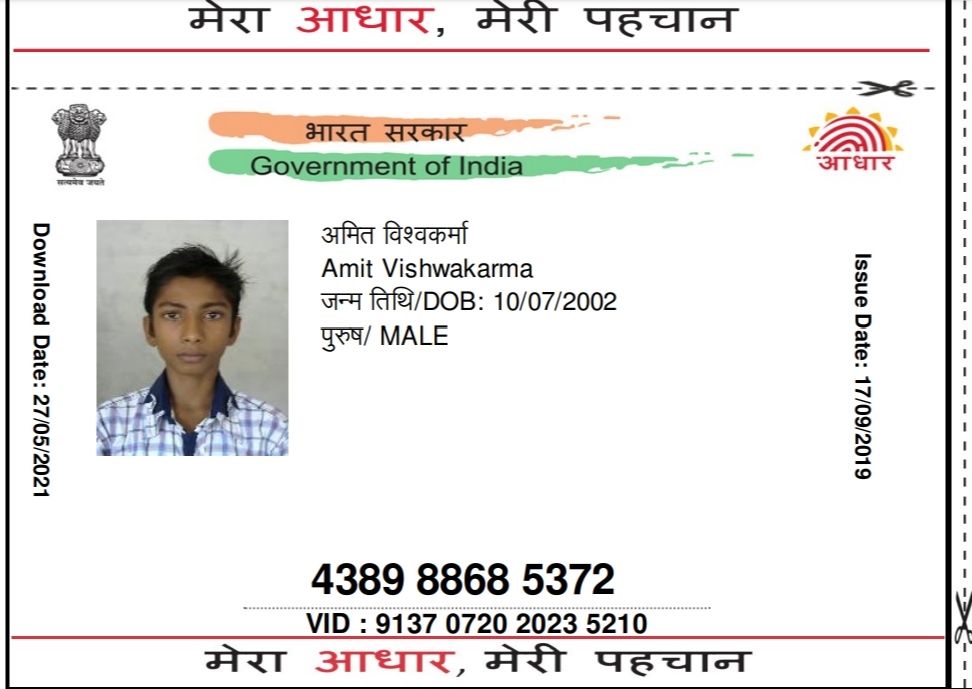 मेरा आधार, मेरी पहचान
सत्यमेव जयते
भारत सरकार
Government of India
आधार
Download Date: 27/05/2021
अमित विश्वकर्मा
Amit Vishwakarma
जन्म तिथि/DOB: 10/07/2002
पुरुष/ MALE
Issue Date: 17/09/2019
4389 8868 5372
VID : 9137 0720 2023 5210
मेरा आधार, मेरी पहचान